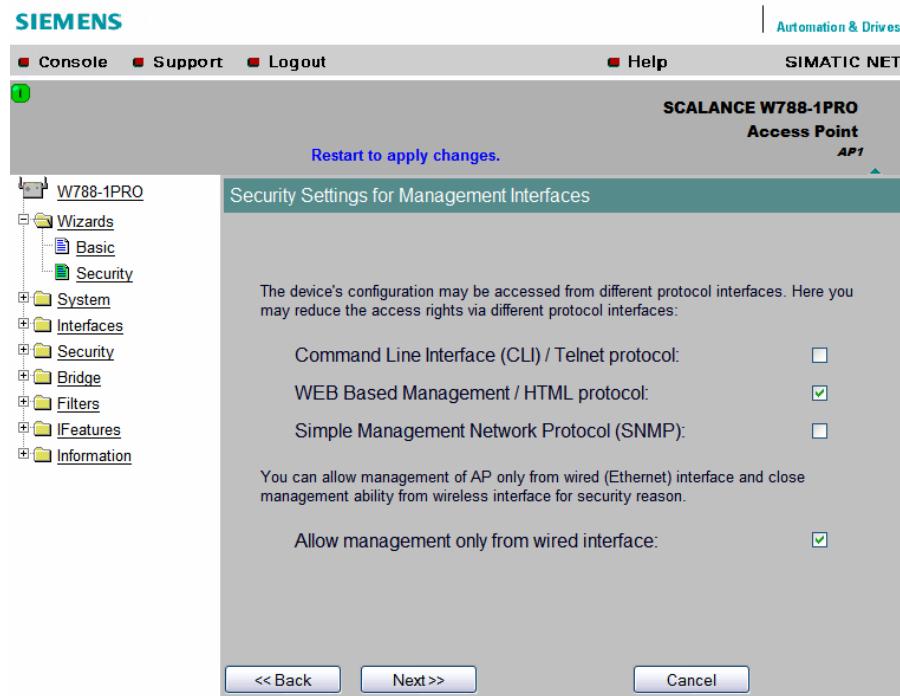 SIEMENS
Automation & Drives
Console Support Logout Help SIMATIC NET
SCALANCE W788-1PRO
Access Point
Restart to apply changes.
AP1
W788-1PRO
Wizards
Basic
Security
System
Interfaces
Security
Bridge
Filters
IFeatures
Information
Security Settings for Management Interfaces
The device's configuration may be accessed from different protocol interfaces. Here you
may reduce the access rights via different protocol interfaces:
Command Line Interface (CLI) / Telnet protocol:
WEB Based Management / HTML protocol:
Simple Management Network Protocol (SNMP):
You can allow management of AP only from wired (Ethernet) interface and close
management ability from wireless interface for security reason.
Allow management only from wired interface:
<< Back Next >> Cancel